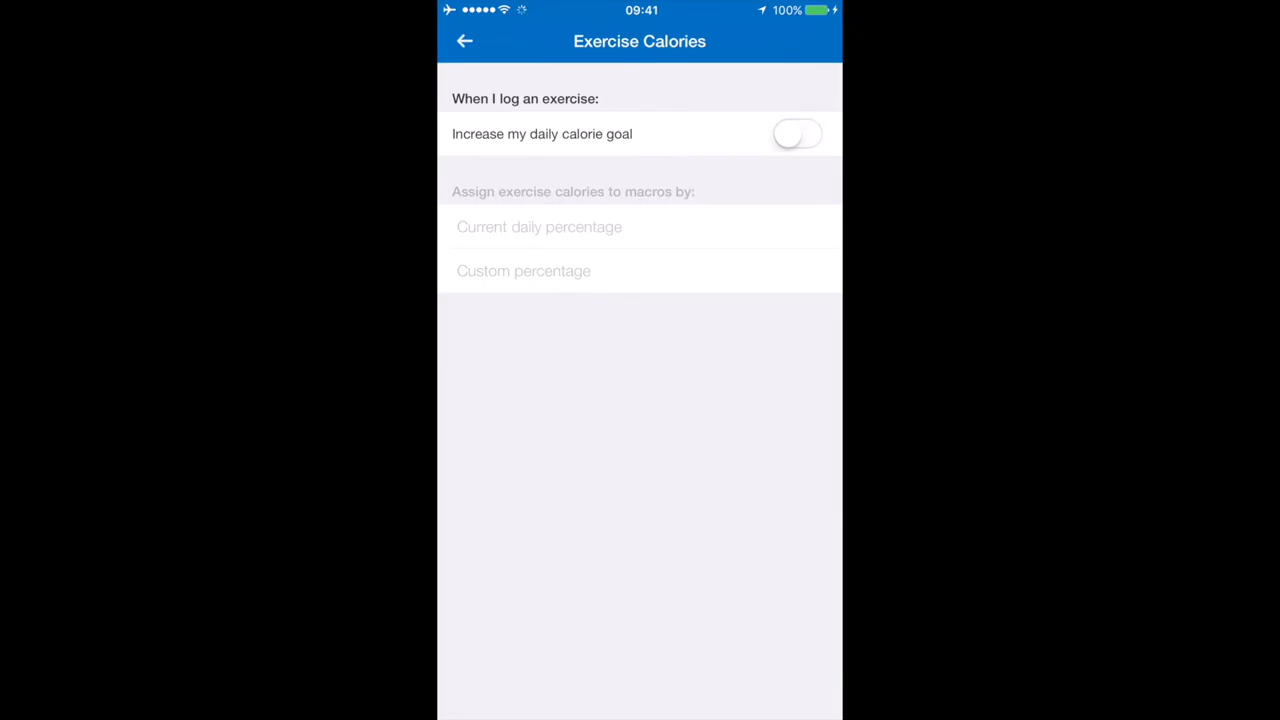 09:41
100%
Exercise Calories
When I log an exercise:
Increase my daily calorie goal
Assign exercise calories to macros by:
Current daily percentage
Custom percentage